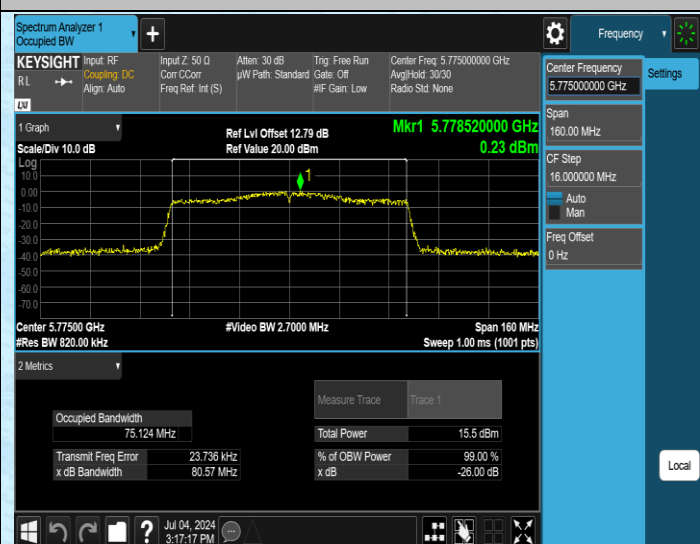 Spectrum Analyzer 1
Occupied BW
+
Frequency
KEYSIGHT
RL
LXI
Input: RF
Coupling: DC
Align: Auto
Input Z: 50 Ω
Corr CCorr
Freq Ref: Int (S)
Atten: 30 dB
µW Path: Standard
Trig: Free Run
Gate: Off
#IF Gain: Low
Center Freq: 5.775000000 GHz
Avg|Hold: 30/30
Radio Std: None
Center Frequency
5.775000000 GHz
Settings
Span
160.00 MHz
CF Step
16.000000 MHz
Auto
Man
Freq Offset
0 Hz
1 Graph
Scale/Div 10.0 dB
Ref Lvl Offset 12.79 dB
Ref Value 20.00 dBm
Mkr1 5.778520000 GHz
0.23 dBm
Log
10.0
0.00
-10.0
-20.0
-30.0
-40.0
-50.0
-60.0
-70.0
1
Center 5.77500 GHz
#Res BW 820.00 kHz
#Video BW 2.7000 MHz
Span 160 MHz
Sweep 1.00 ms (1001 pts)
2 Metrics
Measure Trace Trace 1
Occupied Bandwidth
75.124 MHz
Total Power 15.5 dBm
Transmit Freq Error 23.736 kHz
% of OBW Power 99.00 %
x dB Bandwidth 80.57 MHz
x dB -26.00 dB
Local
?
Jul 04, 2024
3:17:17 PM